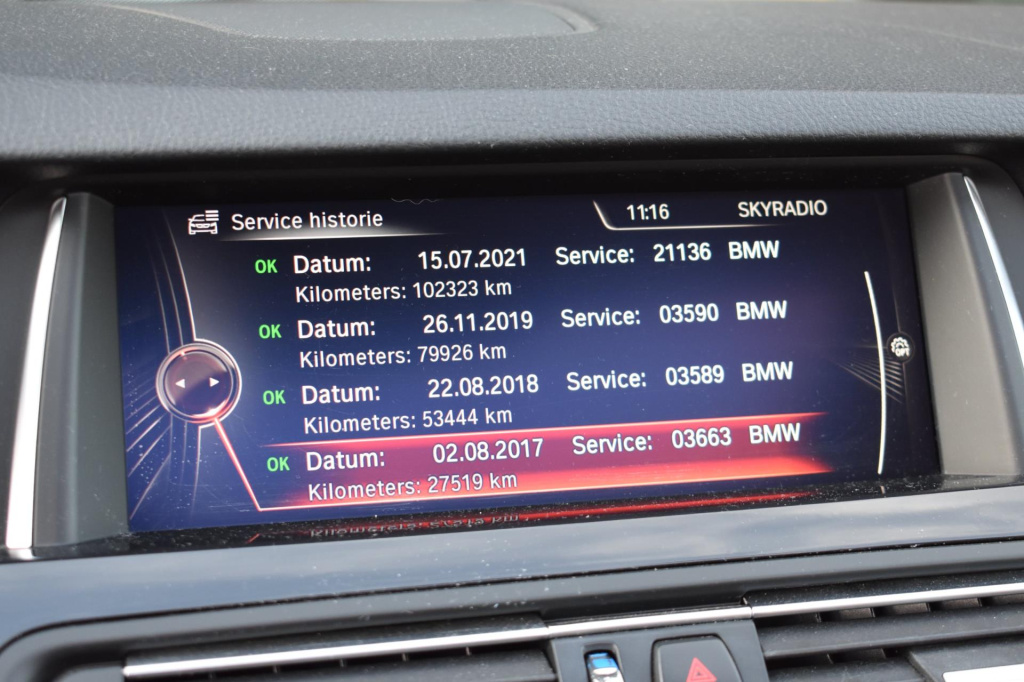 Service historie 11:16 SKYRADIO
OK Datum: 15.07.2021 Service: 21136 BMW
Kilometers: 102323 km
OK Datum: 26.11.2019 Service: 03590 BMW
Kilometers: 79926 km
OK Datum: 22.08.2018 Service: 03589 BMW
Kilometers: 53444 km
OK Datum: 02.08.2017 Service: 03663 BMW
Kilometers: 27519 km
OPT